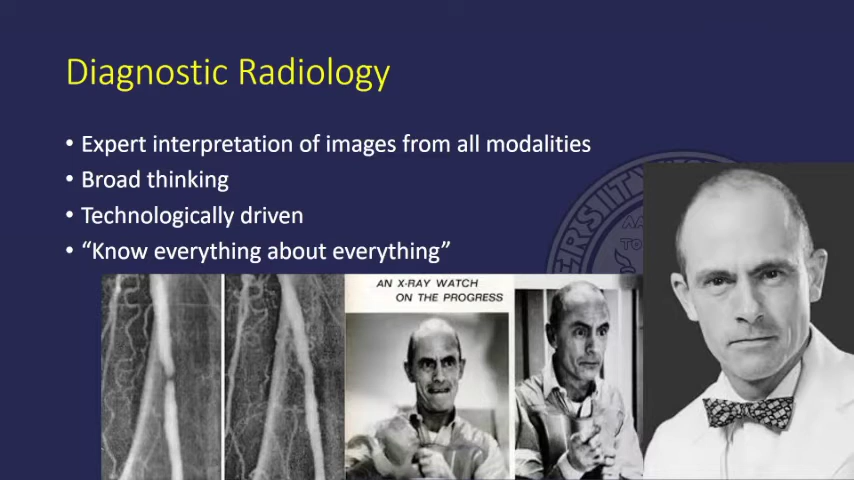 Diagnostic Radiology
• Expert interpretation of images from all modalities
• Broad thinking
• Technologically driven
• “Know everything about everything”
AN X-RAY WATCH
ON THE PROGRESS